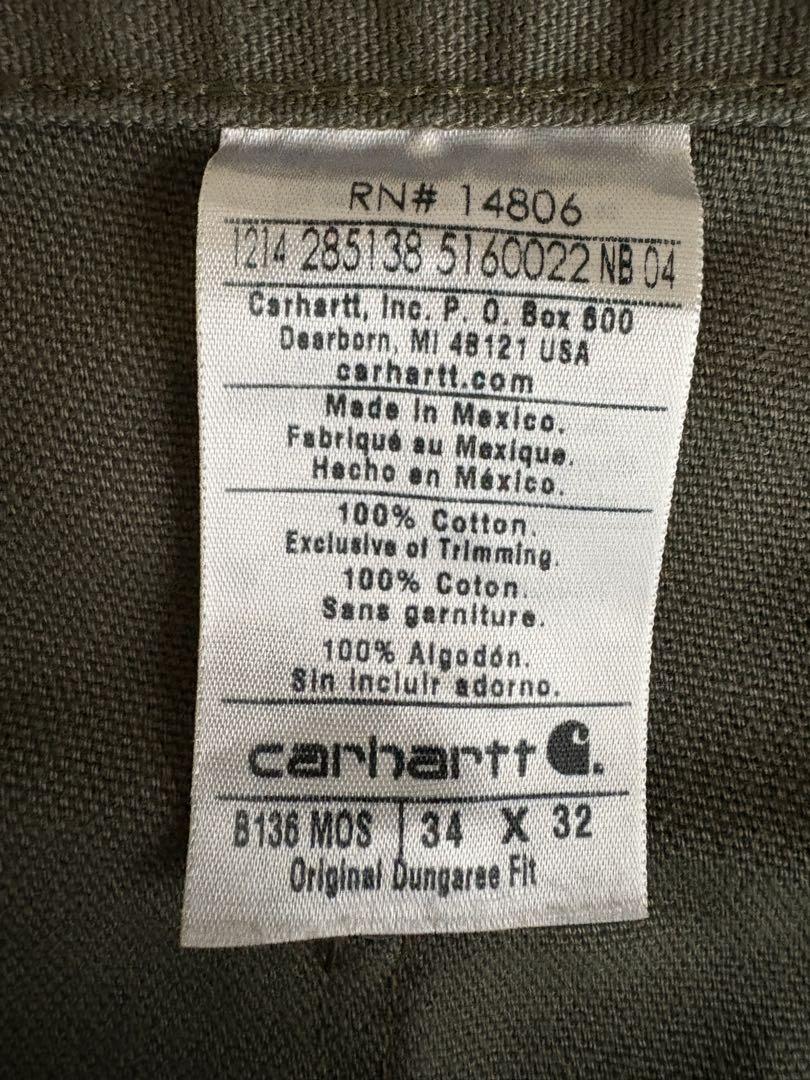 RN# 14806
1214 285138 5160022 NB 04
Carhartt, Inc. P. O. Box 600
Dearborn, MI 48121 USA
carhartt.com
Made in Mexico.
Fabriqué au Mexique.
Hecho en México.
100% Cotton.
Exclusive of Trimming.
100% Coton.
Sans garniture.
100% Algodón.
Sin incluir adorno.
carhartt
B136 MOS 34 X 32
Original Dungaree Fit